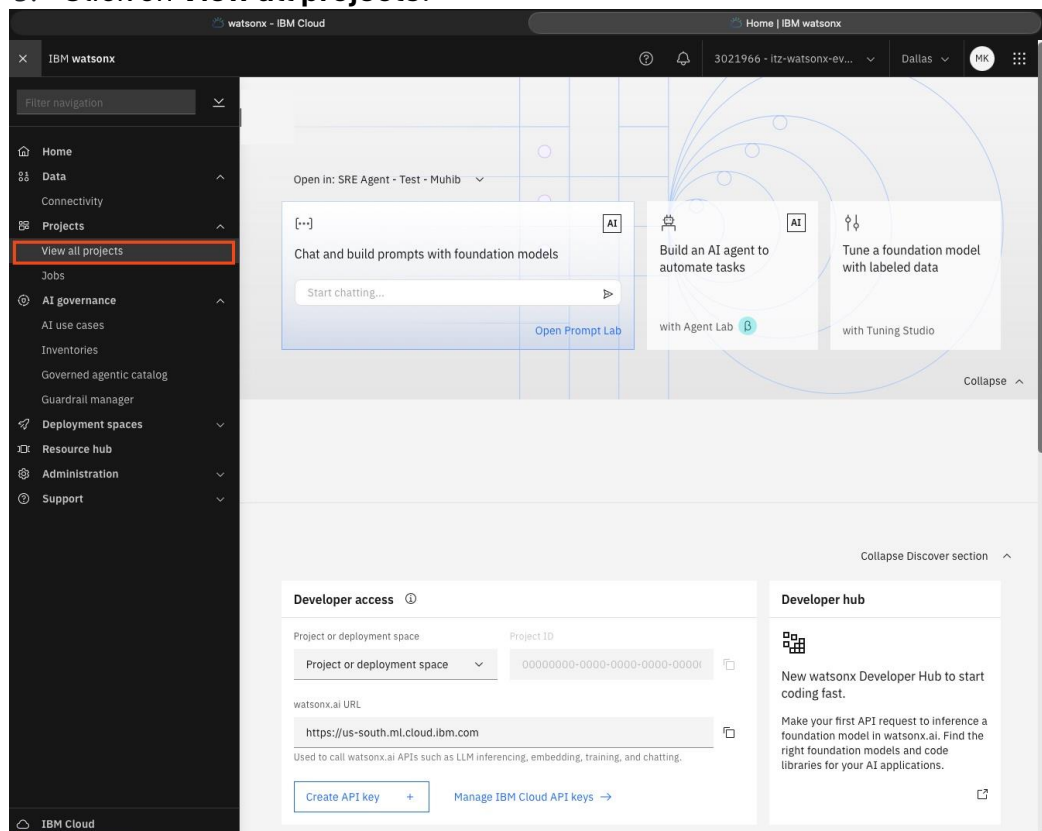 Click on View all projects.
watsonx - IBM Cloud
Home | IBM watsonx
IBM watsonx
3021966 - itz-watsonx-ev...
Dallas
MK
Filter navigation
Home
Data
Connectivity
Projects
View all projects
Jobs
AI governance
AI use cases
Inventories
Governed agentic catalog
Guardrail manager
Deployment spaces
Resource hub
Administration
Support
IBM Cloud
Open in: SRE Agent - Test - Muhib
[...]
AI
Chat and build prompts with foundation models
Start chatting...
Open Prompt Lab
AI
Build an AI agent to
automate tasks
with Agent Lab β
Tune a foundation model
with labeled data
with Tuning Studio
Collapse
Collapse Discover section
Developer access
Project or deployment space
Project ID
Project or deployment space
00000000-0000-0000-0000-0000
watsonx.ai URL
https://us-south.ml.cloud.ibm.com
Used to call watsonx.ai APIs such as LLM inferencing, embedding, training, and chatting.
Create API key +
Manage IBM Cloud API keys →
Developer hub
New watsonx Developer Hub to start
coding fast.
Make your first API request to inference a
foundation model in watsonx.ai. Find the
right foundation models and code
libraries for your AI applications.